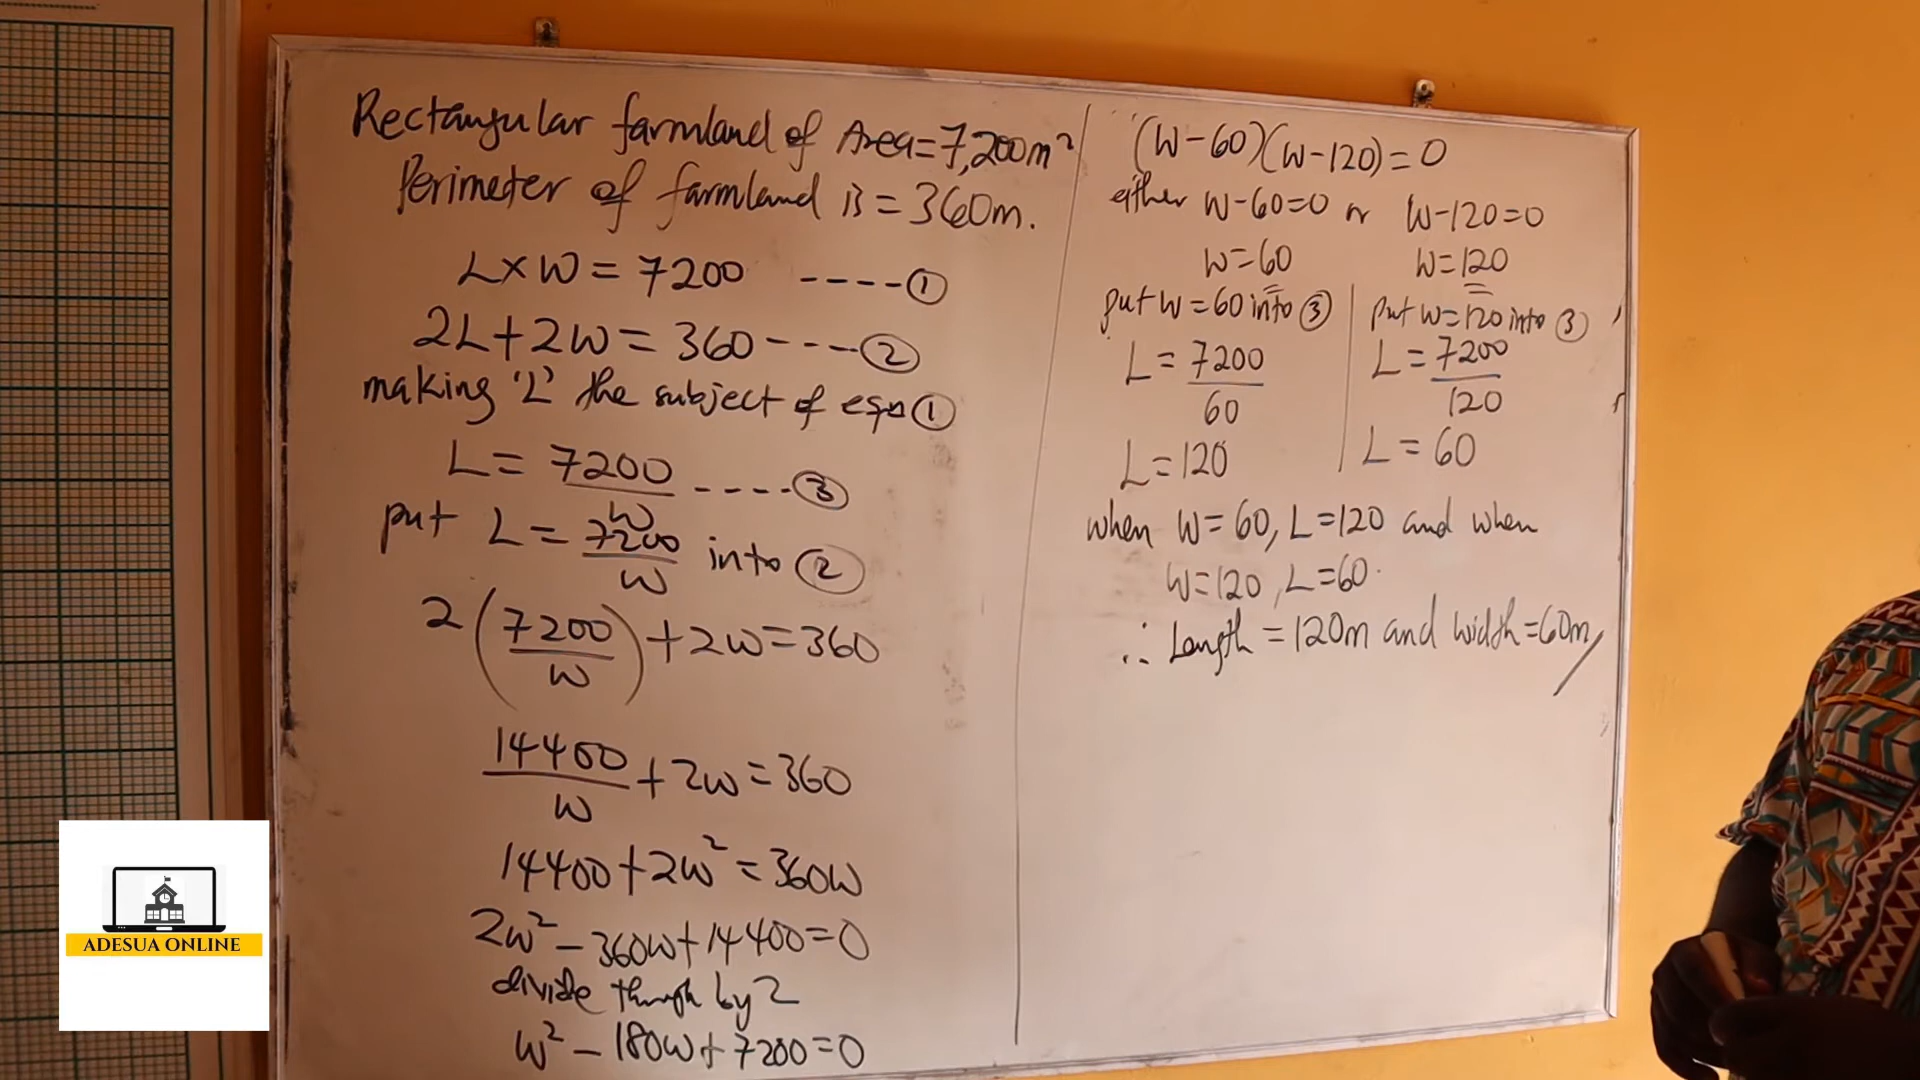 Rectangular farmland of Area=7,200m²
Perimeter of farmland is = 360m.
L×W = 7200 ----①
2L+2W = 360----②
making 'L' the subject of eqn①
L = 7200/W ----③
put L = 7200/W into ②
2(7200/W)+2W=360
14400/W+2W=360
14400+2W²=360W
2W²-360W+14400=0
divide through by 2
W²-180W+7200=0
(W-60)(W-120)=0
either W-60=0 or W-120=0
W=60 W=120
put W=60 into ③
L=7200/60
L=120
put W=120 into ③
L=7200/120
L=60
when W=60, L=120 and when
W=120, L=60.
∴ Length = 120m and width=60m
ADESUA ONLINE